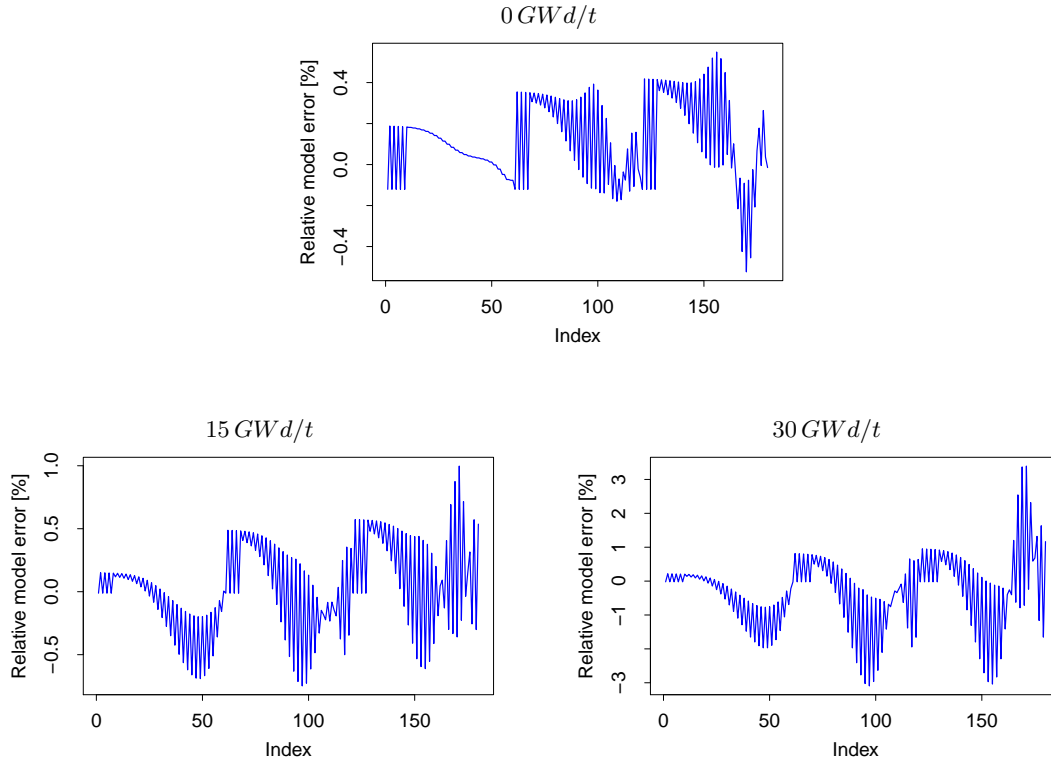 0 GWd/t
Relative model error [%]
0.4
0.0
−0.4
0 50 100 150
Index
15 GWd/t
Relative model error [%]
1.0
0.5
0.0
−0.5
0 50 100 150
Index
30 GWd/t
Relative model error [%]
3
2
1
0
−1
−3
0 50 100 150
Index